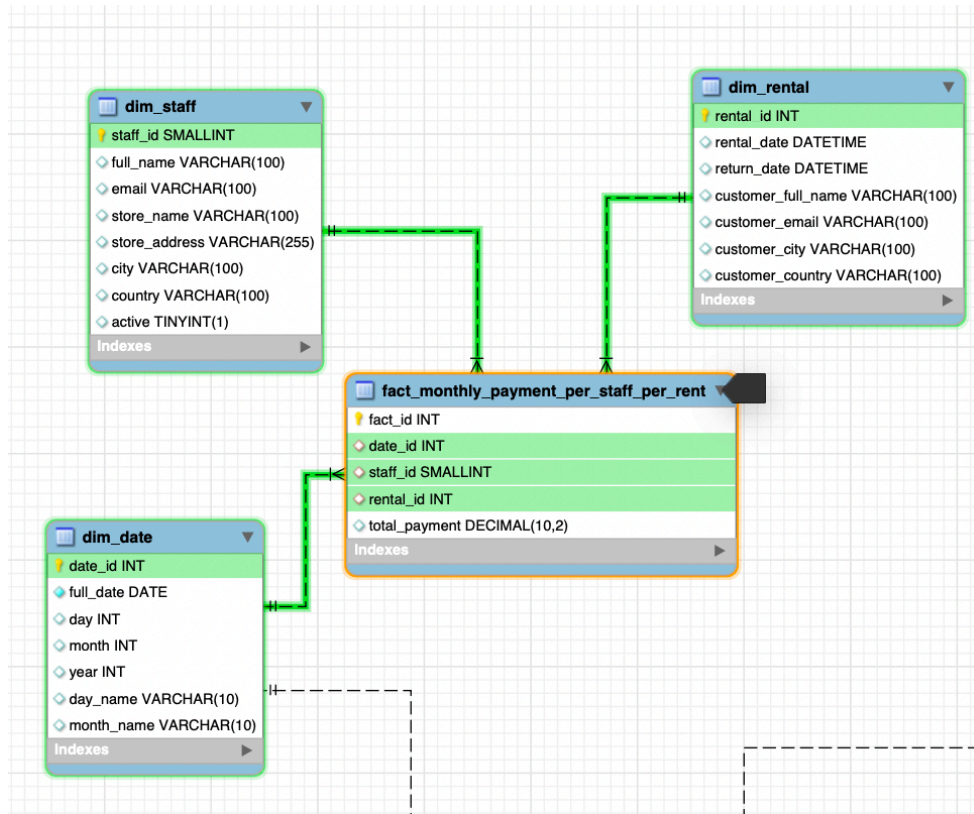 dim_staff
staff_id SMALLINT
full_name VARCHAR(100)
email VARCHAR(100)
store_name VARCHAR(100)
store_address VARCHAR(255)
city VARCHAR(100)
country VARCHAR(100)
active TINYINT(1)
Indexes
dim_rental
rental_id INT
rental_date DATETIME
return_date DATETIME
customer_full_name VARCHAR(100)
customer_email VARCHAR(100)
customer_city VARCHAR(100)
customer_country VARCHAR(100)
Indexes
fact_monthly_payment_per_staff_per_rent
fact_id INT
date_id INT
staff_id SMALLINT
rental_id INT
total_payment DECIMAL(10,2)
Indexes
dim_date
date_id INT
full_date DATE
day INT
month INT
year INT
day_name VARCHAR(10)
month_name VARCHAR(10)
Indexes